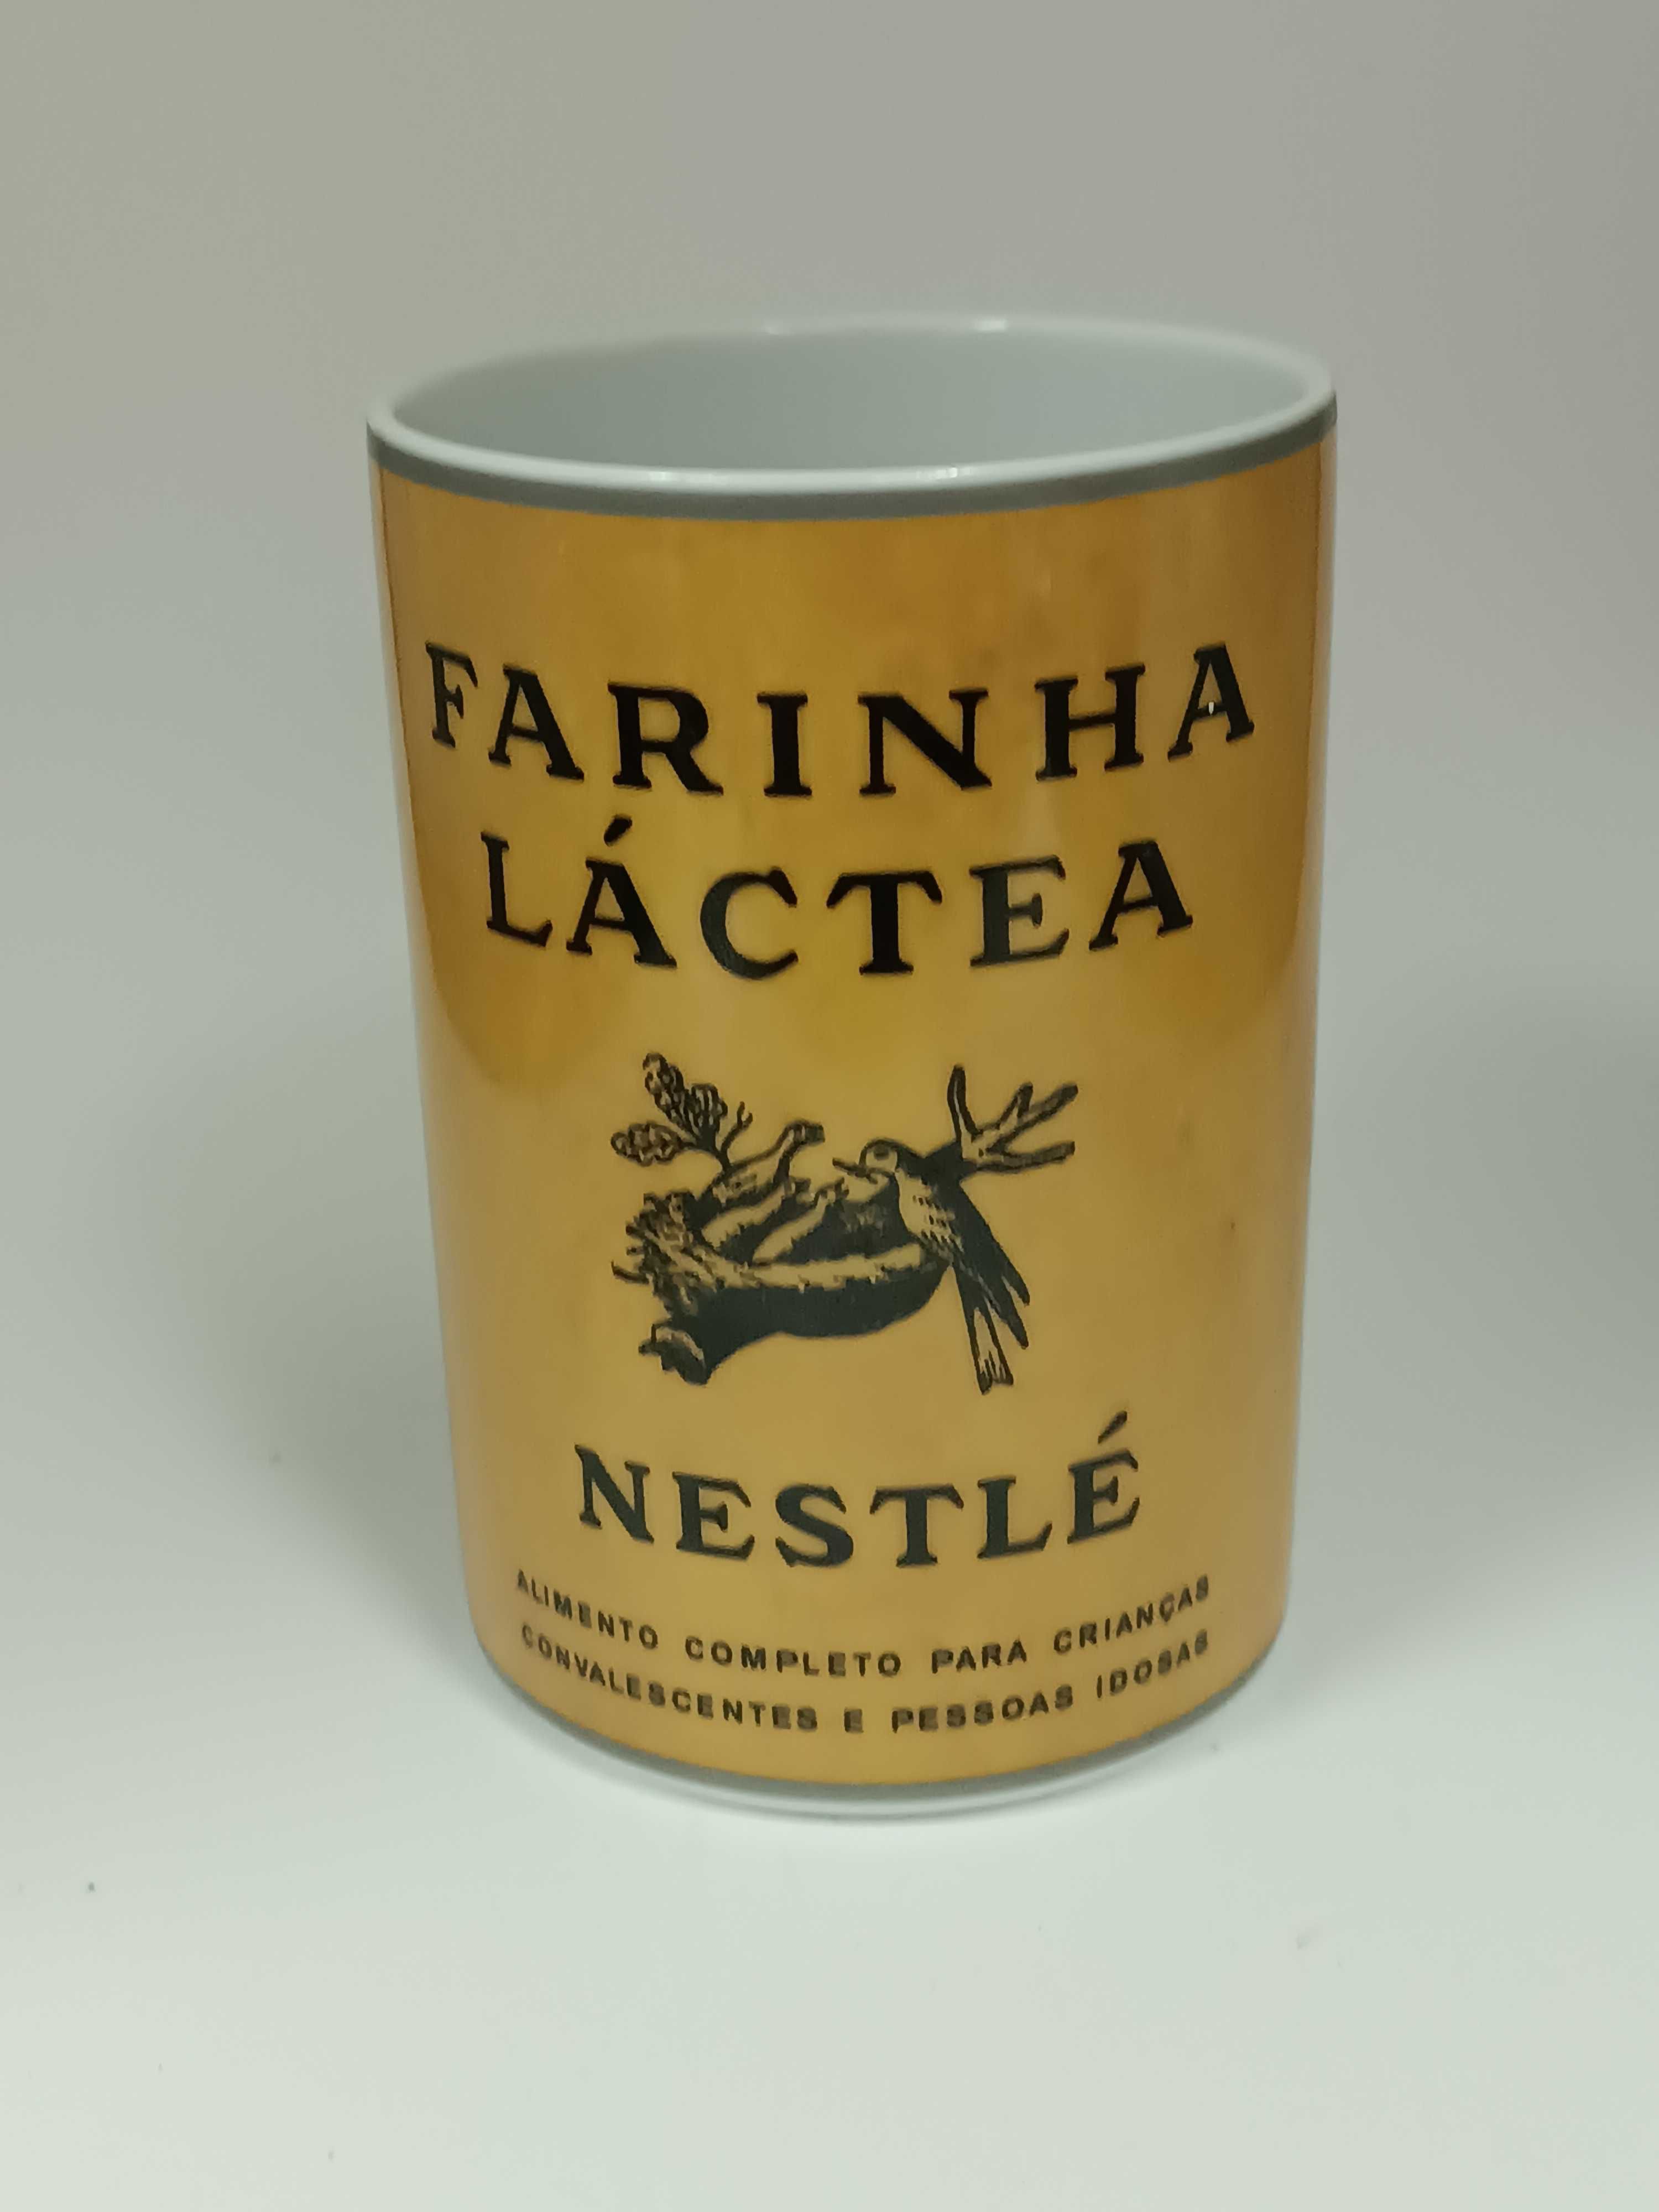 FARINHA
LÁCTEA
NESTLÉ
ALIMENTO COMPLETO PARA CRIANÇAS
CONVALESCENTES E PESSOAS IDOSAS